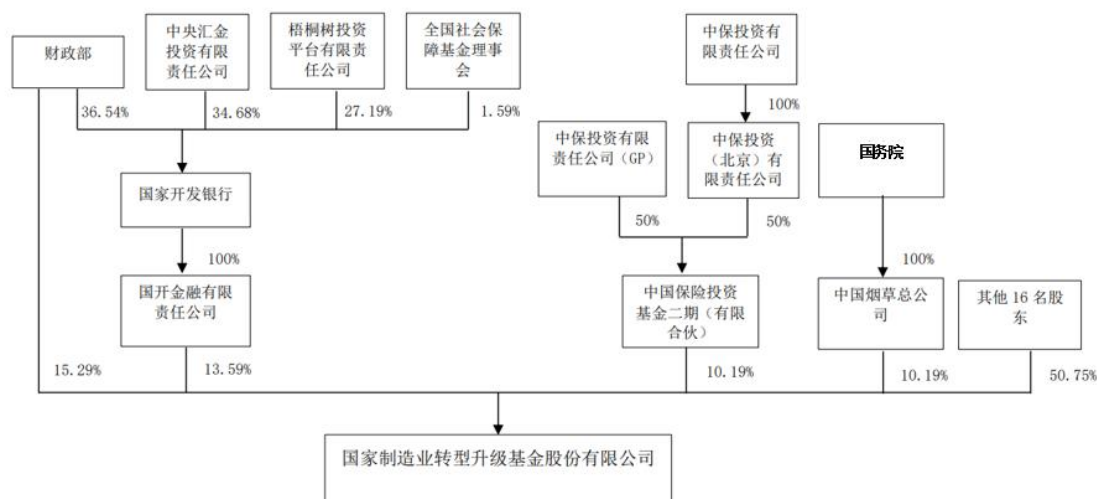 财政部
中央汇金
投资有限
责任公司
梧桐树投资
平台有限责
任公司
全国社会保
障基金理事
会
中保投资有
限责任公司
36.54%
34.68%
27.19%
1.59%
100%
中保投资有限
责任公司（GP）
中保投资
（北京）有
限责任公司
国务院
国家开发银行
50%
50%
100%
100%
国开金融有限
责任公司
中国保险投资
基金二期（有限
合伙）
中国烟草总公
司
其他 16 名股
东
15.29%
13.59%
10.19%
10.19%
50.75%
国家制造业转型升级基金股份有限公司